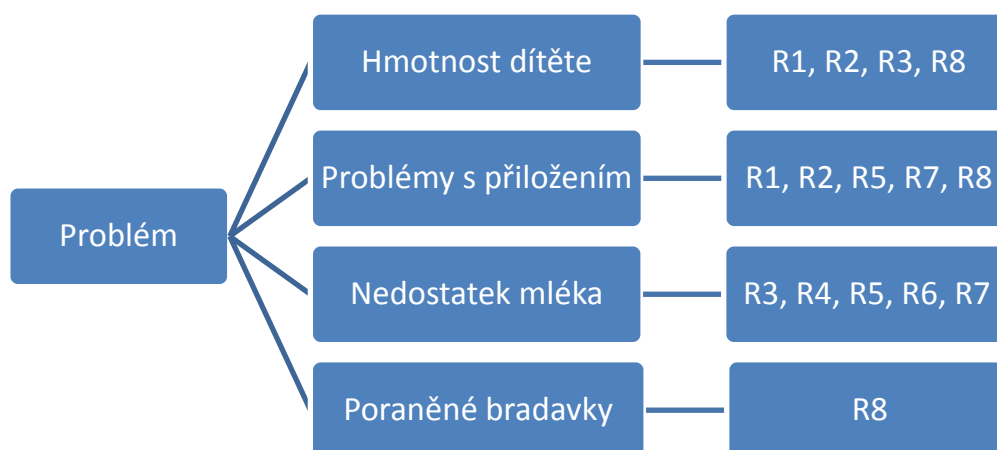 Problém
Hmotnost dítěte
R1, R2, R3, R8
Problémy s přiložením
R1, R2, R5, R7, R8
Nedostatek mléka
R3, R4, R5, R6, R7
Poraněné bradavky
R8